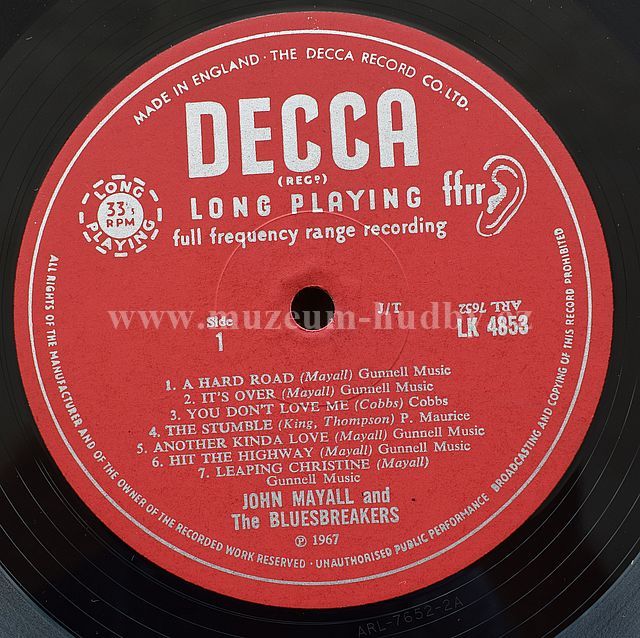 MADE IN ENGLAND · THE DECCA RECORD CO. LTD.
DECCA
(REGD)
LONG PLAYING
ffrr
full frequency range recording
LONG
33⅓
RPM
PLAYING
www.muzeum-hudby.cz
Side
1
J/T
ARL 7652
LK 4853
1. A HARD ROAD (Mayall) Gunnell Music
2. IT'S OVER (Mayall) Gunnell Music
3. YOU DON'T LOVE ME (Cobbs) Cobbs
4. THE STUMBLE (King, Thompson) P. Maurice
5. ANOTHER KINDA LOVE (Mayall) Gunnell Music
6. HIT THE HIGHWAY (Mayall) Gunnell Music
7. LEAPING CHRISTINE (Mayall)
Gunnell Music
JOHN MAYALL and
The BLUESBREAKERS
℗ 1967
ALL RIGHTS OF THE MANUFACTURER AND OF THE OWNER OF THE RECORDED WORK RESERVED · UNAUTHORISED PUBLIC PERFORMANCE BROADCASTING AND COPYING OF THIS RECORD PROHIBITED
ARL-7652-2A